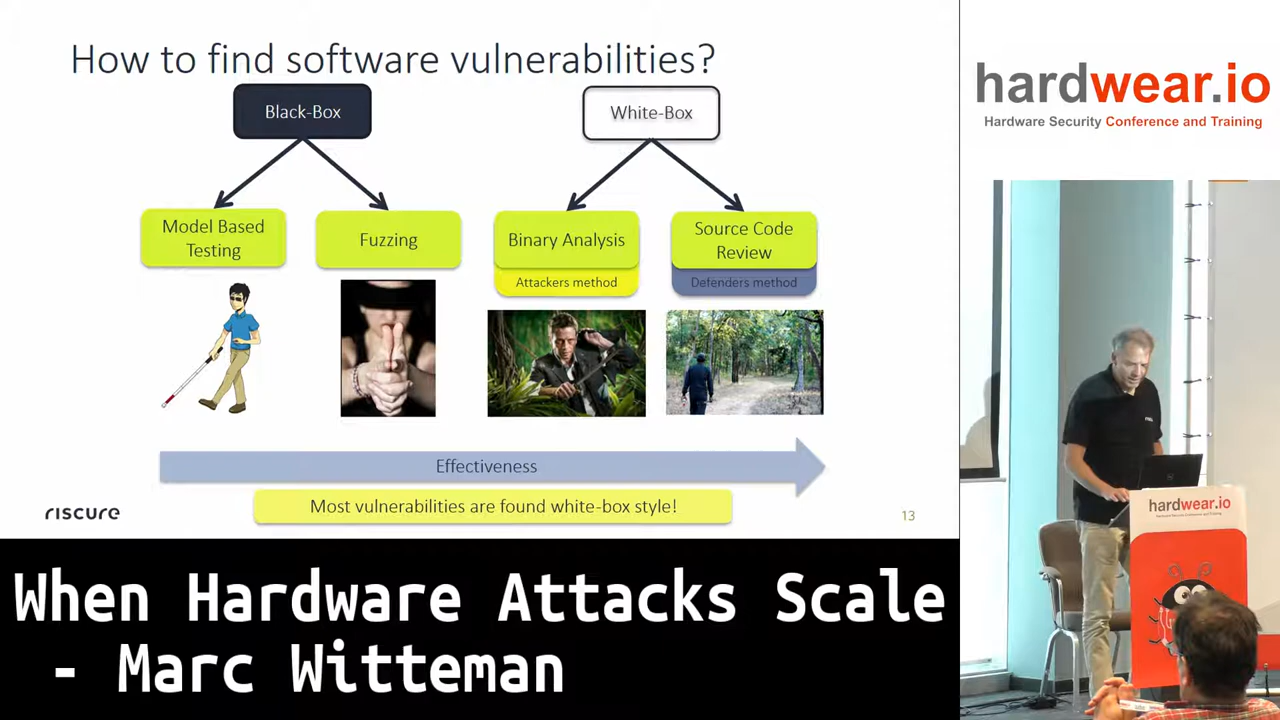 How to find software vulnerabilities?
Black-Box
White-Box
Model Based
Testing
Fuzzing
Binary Analysis
Attackers method
Source Code
Review
Defenders method
Effectiveness
Most vulnerabilities are found white-box style!
riscure
13
hardwear.io
Hardware Security Conference and Training
hardwear.io
When Hardware Attacks Scale
- Marc Witteman